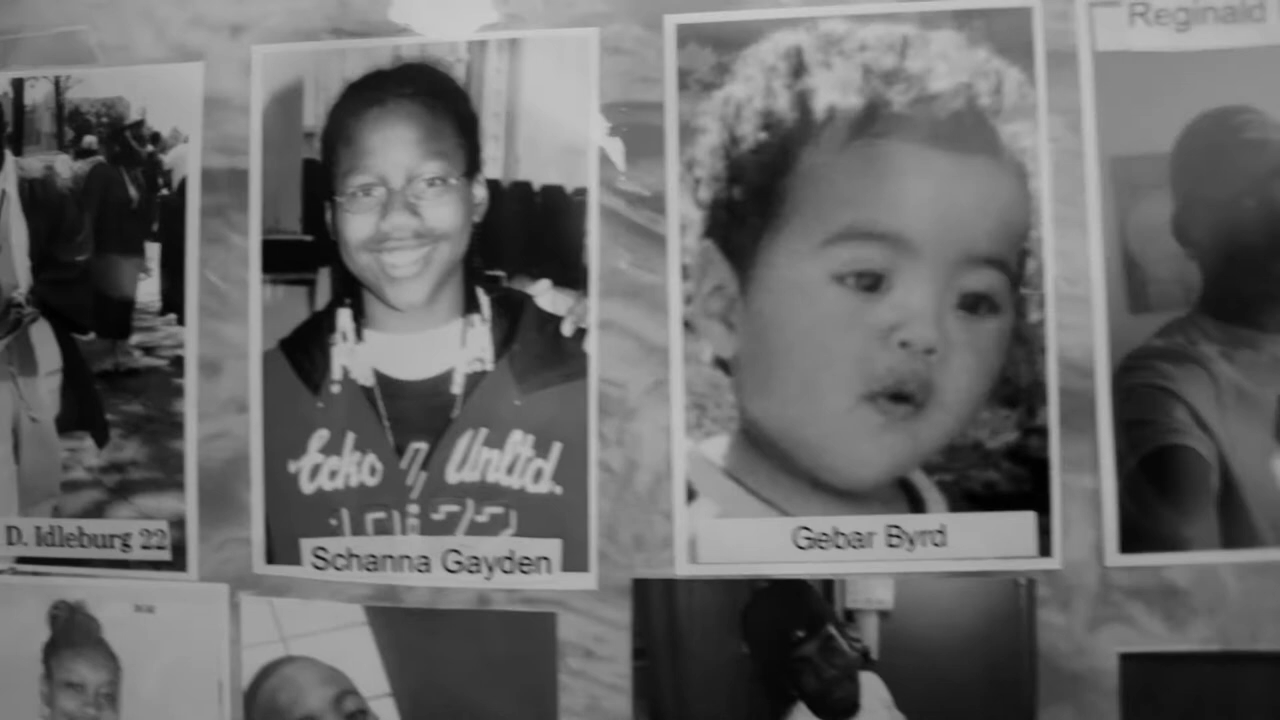 Reginald
Ecko Unltd.
D. Idleburg 22
Schanna Gayden
Gebar Byrd